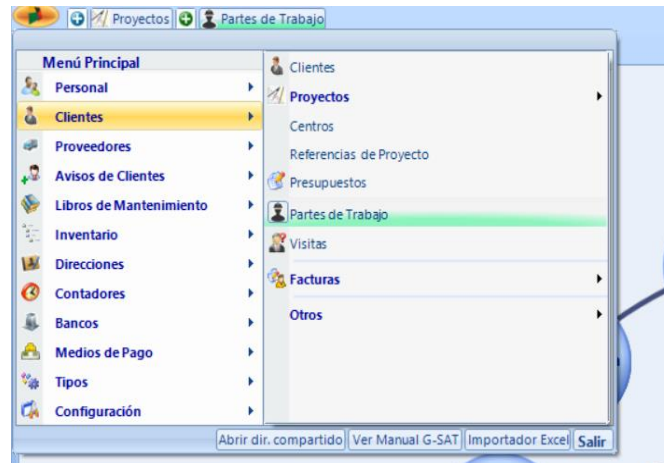 Proyectos Partes de Trabajo
Menú Principal
Personal
Clientes
Proveedores
Avisos de Clientes
Libros de Mantenimiento
Inventario
Direcciones
Contadores
Bancos
Medios de Pago
Tipos
Configuración
Clientes
Proyectos
Centros
Referencias de Proyecto
Presupuestos
Partes de Trabajo
Visitas
Facturas
Otros
Abrir dir. compartido Ver Manual G-SAT Importador Excel Salir